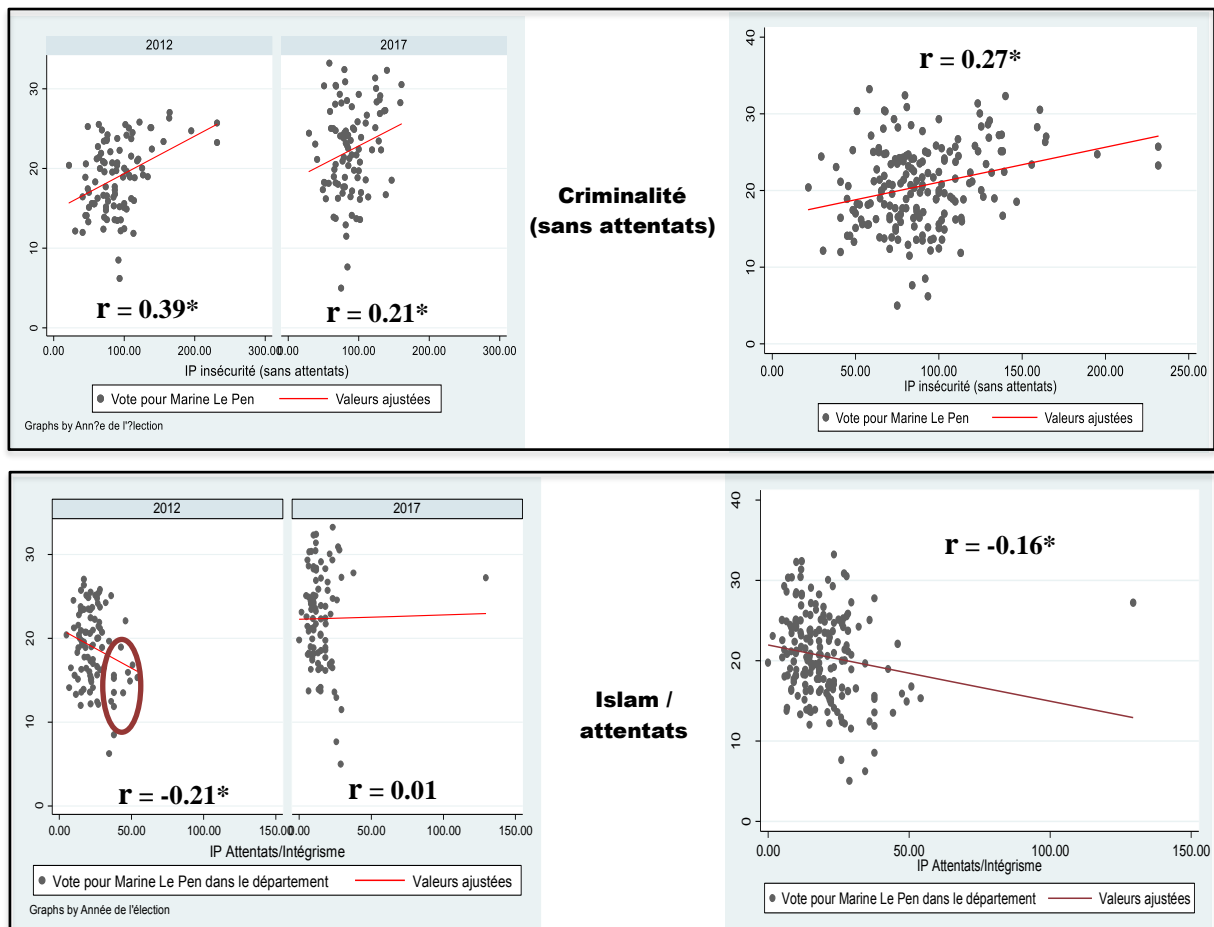 2012
2017
30
20
10
0
r = 0.39*
r = 0.21*
0.00 100.00 200.00 300.00 0.00 100.00 200.00 300.00
IP insécurité (sans attentats)
Vote pour Marine Le Pen Valeurs ajustées
Graphs by Ann?e de l'?lection
Criminalité
(sans attentats)
40
30
20
10
0
r = 0.27*
0.00 50.00 100.00 150.00 200.00 250.00
IP insécurité (sans attentats)
Vote pour Marine Le Pen Valeurs ajustées
2012
2017
30
20
10
0
r = -0.21*
r = 0.01
0.00 50.00 100.00 150.00 0.00 50.00 100.00 150.00
IP Attentats/Intégrisme
Vote pour Marine Le Pen dans le département Valeurs ajustées
Graphs by Année de l'élection
Islam /
attentats
40
30
20
10
0
r = -0.16*
0.00 50.00 100.00 150.00
IP Attentats/Intégrisme
Vote pour Marine Le Pen dans le département Valeurs ajustées